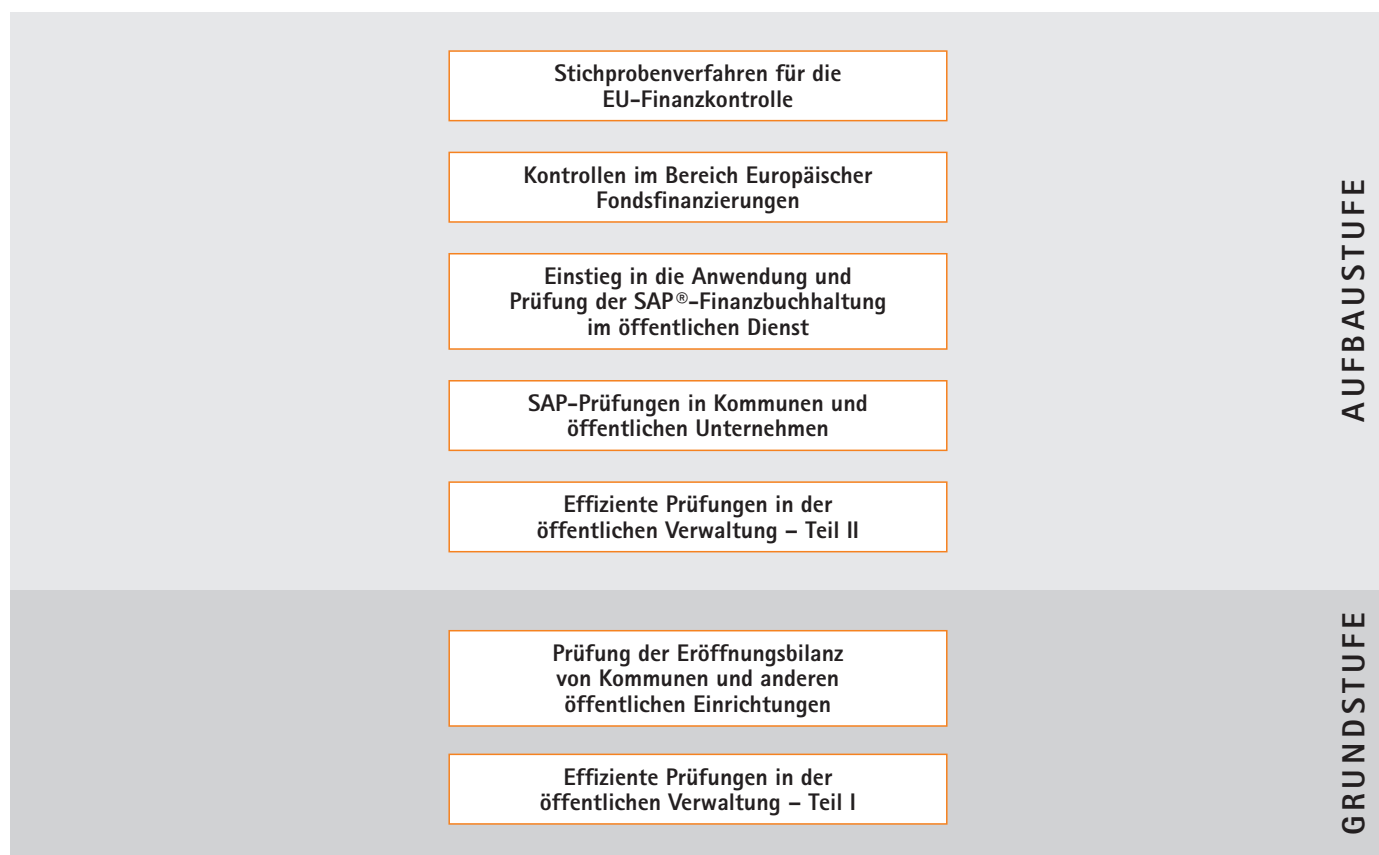 Stichprobenverfahren für die
EU-Finanzkontrolle
Kontrollen im Bereich Europäischer
Fondsfinanzierungen
Einstieg in die Anwendung und
Prüfung der SAP®-Finanzbuchhaltung
im öffentlichen Dienst
SAP-Prüfungen in Kommunen und
öffentlichen Unternehmen
Effiziente Prüfungen in der
öffentlichen Verwaltung – Teil II
AUFBAUSTUFE
Prüfung der Eröffnungsbilanz
von Kommunen und anderen
öffentlichen Einrichtungen
Effiziente Prüfungen in der
öffentlichen Verwaltung – Teil I
GRUNDSTUFE